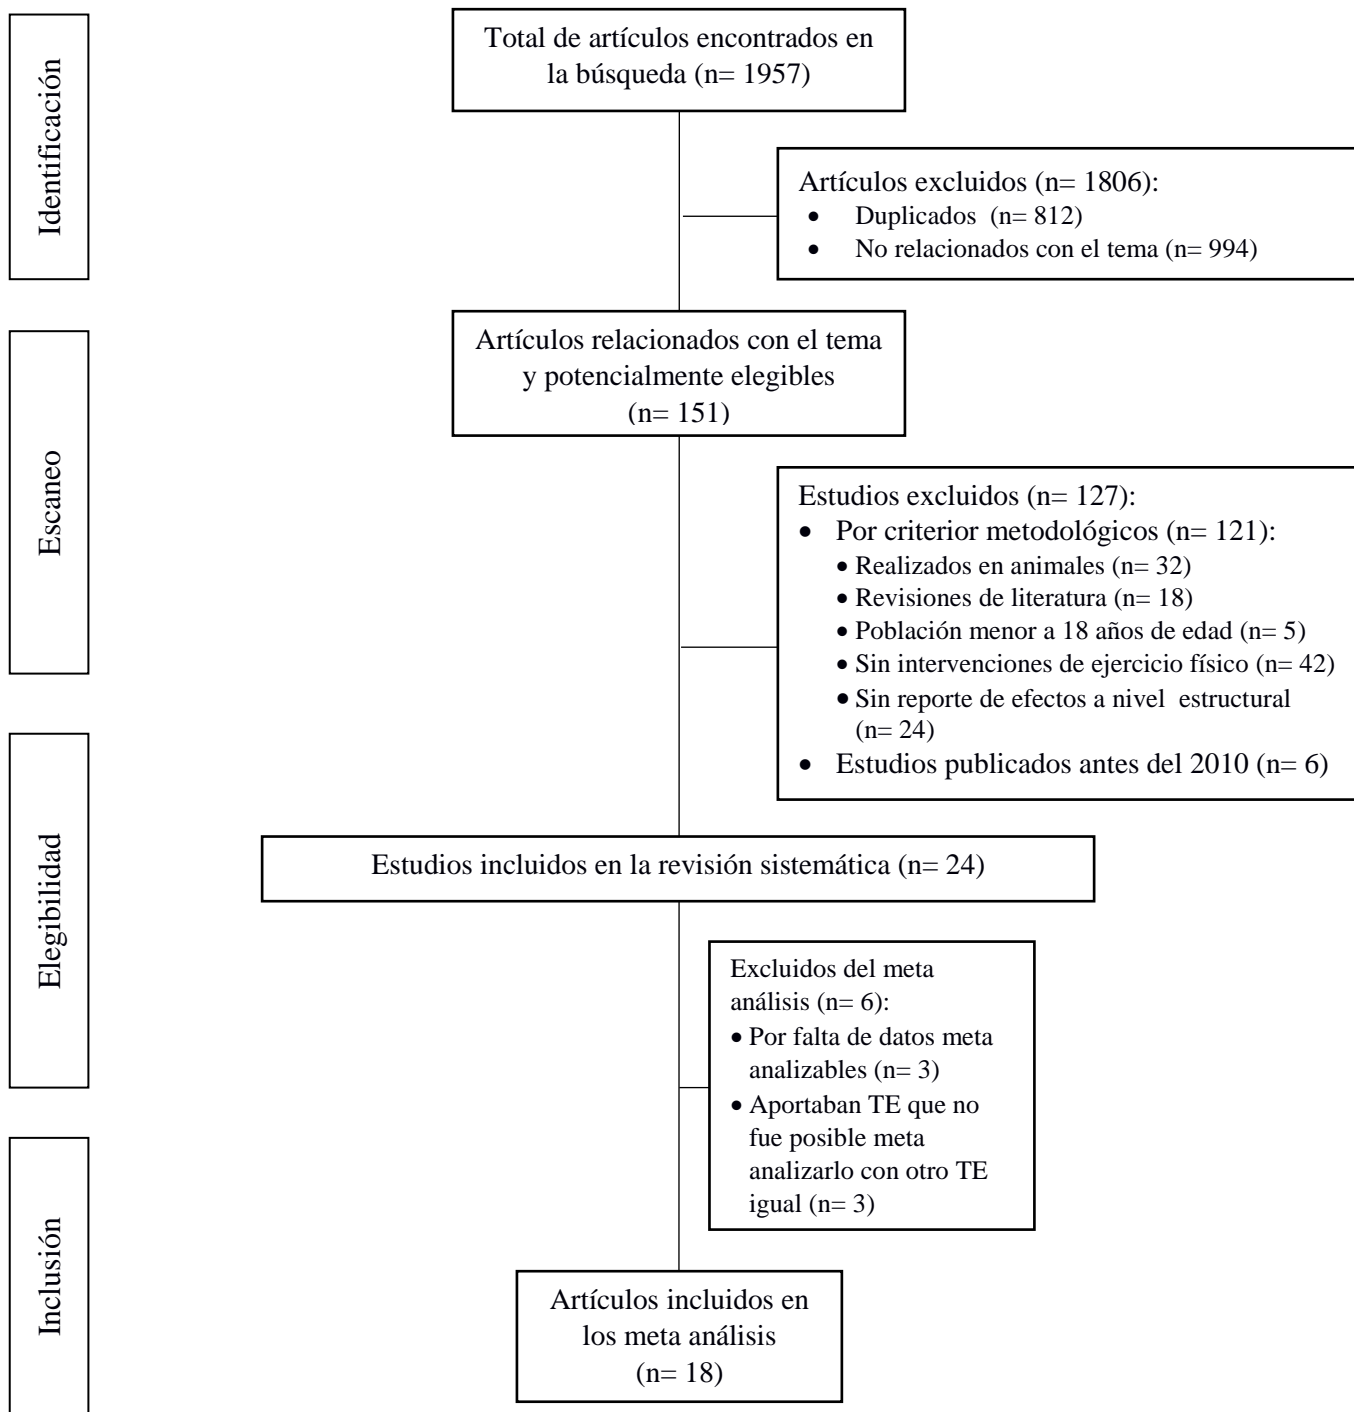 Identificación
Total de artículos encontrados en
la búsqueda (n= 1957)
Artículos excluidos (n= 1806):
• Duplicados (n= 812)
• No relacionados con el tema (n= 994)
Escaneo
Artículos relacionados con el tema
y potencialmente elegibles
(n= 151)
Estudios excluidos (n= 127):
• Por criterior metodológicos (n= 121):
• Realizados en animales (n= 32)
• Revisiones de literatura (n= 18)
• Población menor a 18 años de edad (n= 5)
• Sin intervenciones de ejercicio físico (n= 42)
• Sin reporte de efectos a nivel estructural
(n= 24)
• Estudios publicados antes del 2010 (n= 6)
Elegibilidad
Estudios incluidos en la revisión sistemática (n= 24)
Excluidos del meta
análisis (n= 6):
• Por falta de datos meta
analizables (n= 3)
• Aportaban TE que no
fue posible meta
analizarlo con otro TE
igual (n= 3)
Inclusión
Artículos incluidos en
los meta análisis
(n= 18)